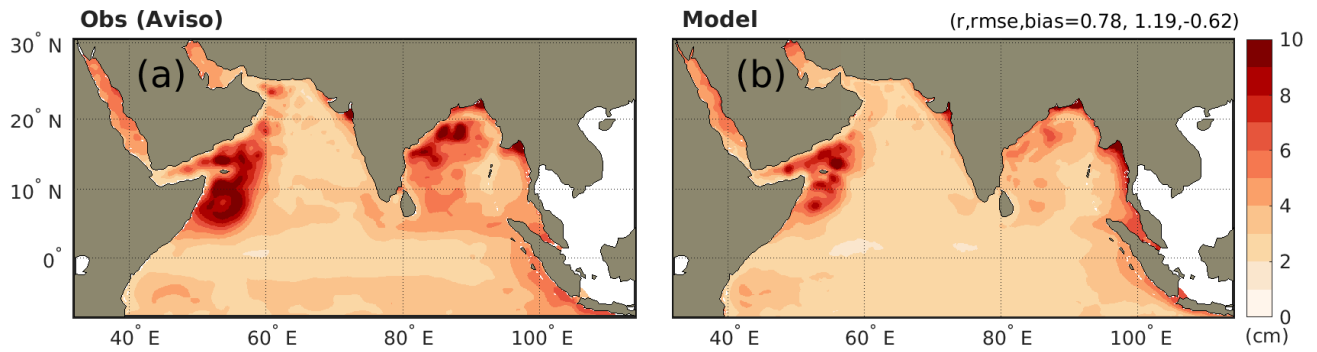 Obs (Aviso)
Model
(r,rmse,bias=0.78, 1.19,-0.62)
(a)
(b)
30° N
20° N
10° N
0°
40° E
60° E
80° E
100° E
40° E
60° E
80° E
100° E
10
8
6
4
2
0
(cm)